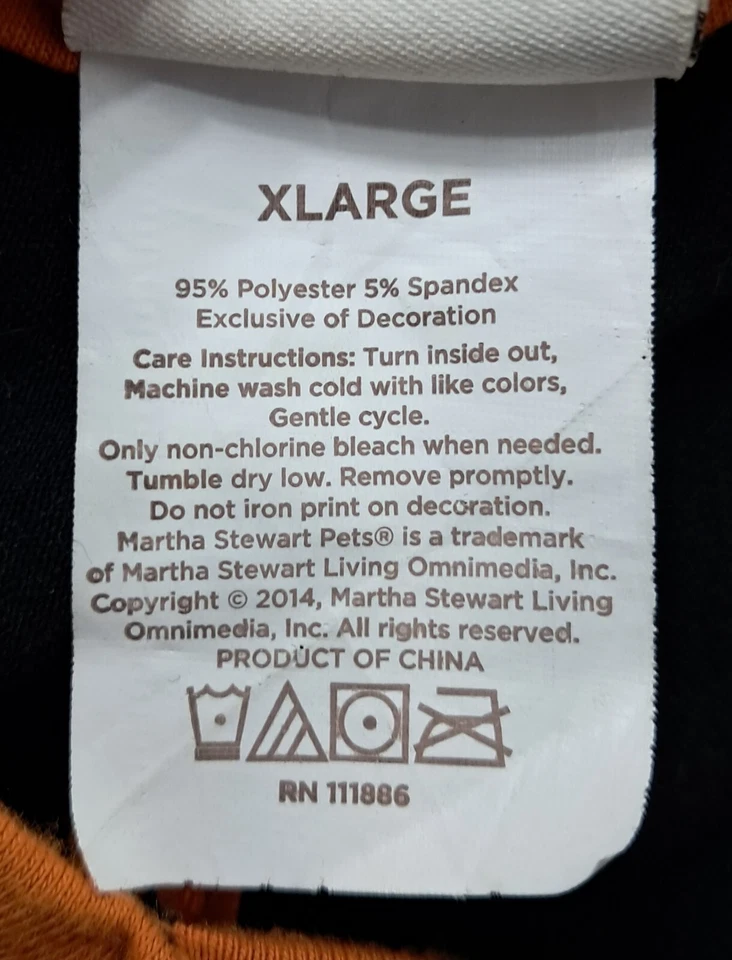 XLARGE
95% Polyester 5% Spandex
Exclusive of Decoration
Care Instructions: Turn inside out,
Machine wash cold with like colors,
Gentle cycle.
Only non-chlorine bleach when needed.
Tumble dry low. Remove promptly.
Do not iron print on decoration.
Martha Stewart Pets® is a trademark
of Martha Stewart Living Omnimedia, Inc.
Copyright © 2014, Martha Stewart Living
Omnimedia, Inc. All rights reserved.
PRODUCT OF CHINA
RN 111886